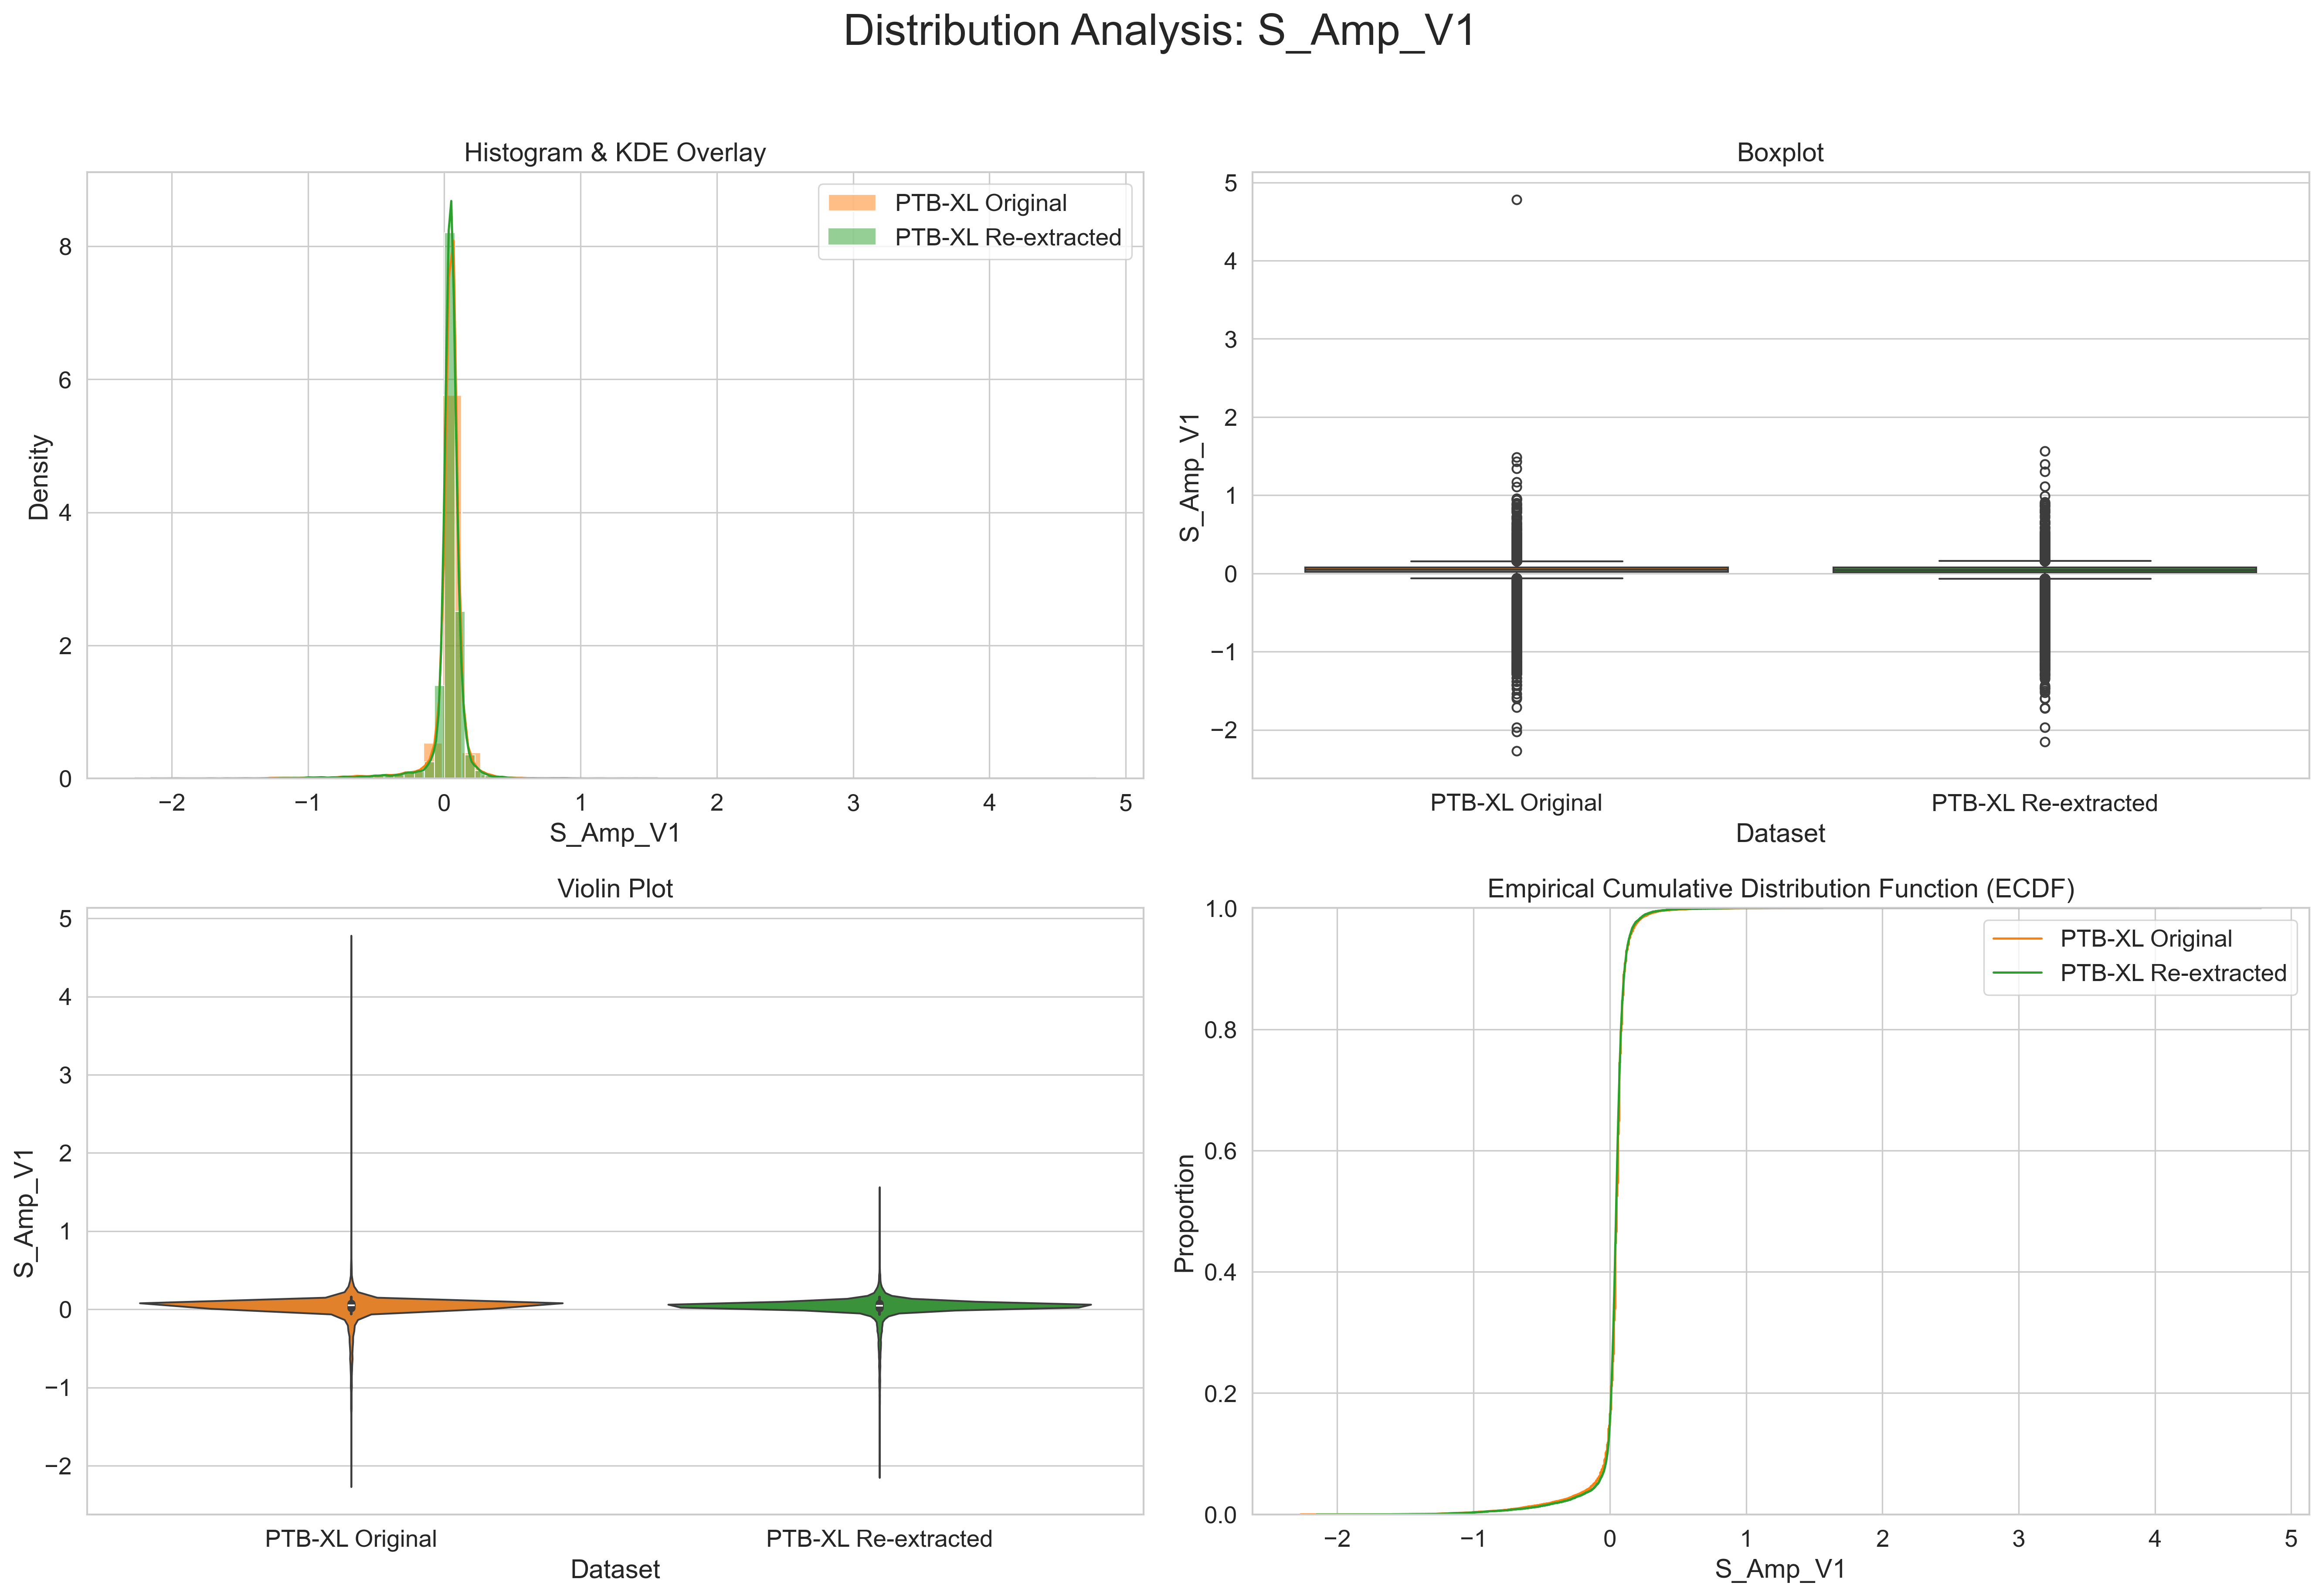 Distribution Analysis: S_Amp_V1
Histogram & KDE Overlay
PTB-XL Original
PTB-XL Re-extracted
Density
8
6
4
2
0
−2 −1 0 1 2 3 4 5
S_Amp_V1
Boxplot
S_Amp_V1
5
4
3
2
1
0
−1
−2
PTB-XL Original PTB-XL Re-extracted
Dataset
Violin Plot
S_Amp_V1
5
4
3
2
1
0
−1
−2
PTB-XL Original PTB-XL Re-extracted
Dataset
Empirical Cumulative Distribution Function (ECDF)
PTB-XL Original
PTB-XL Re-extracted
Proportion
1.0
0.8
0.6
0.4
0.2
0.0
−2 −1 0 1 2 3 4 5
S_Amp_V1